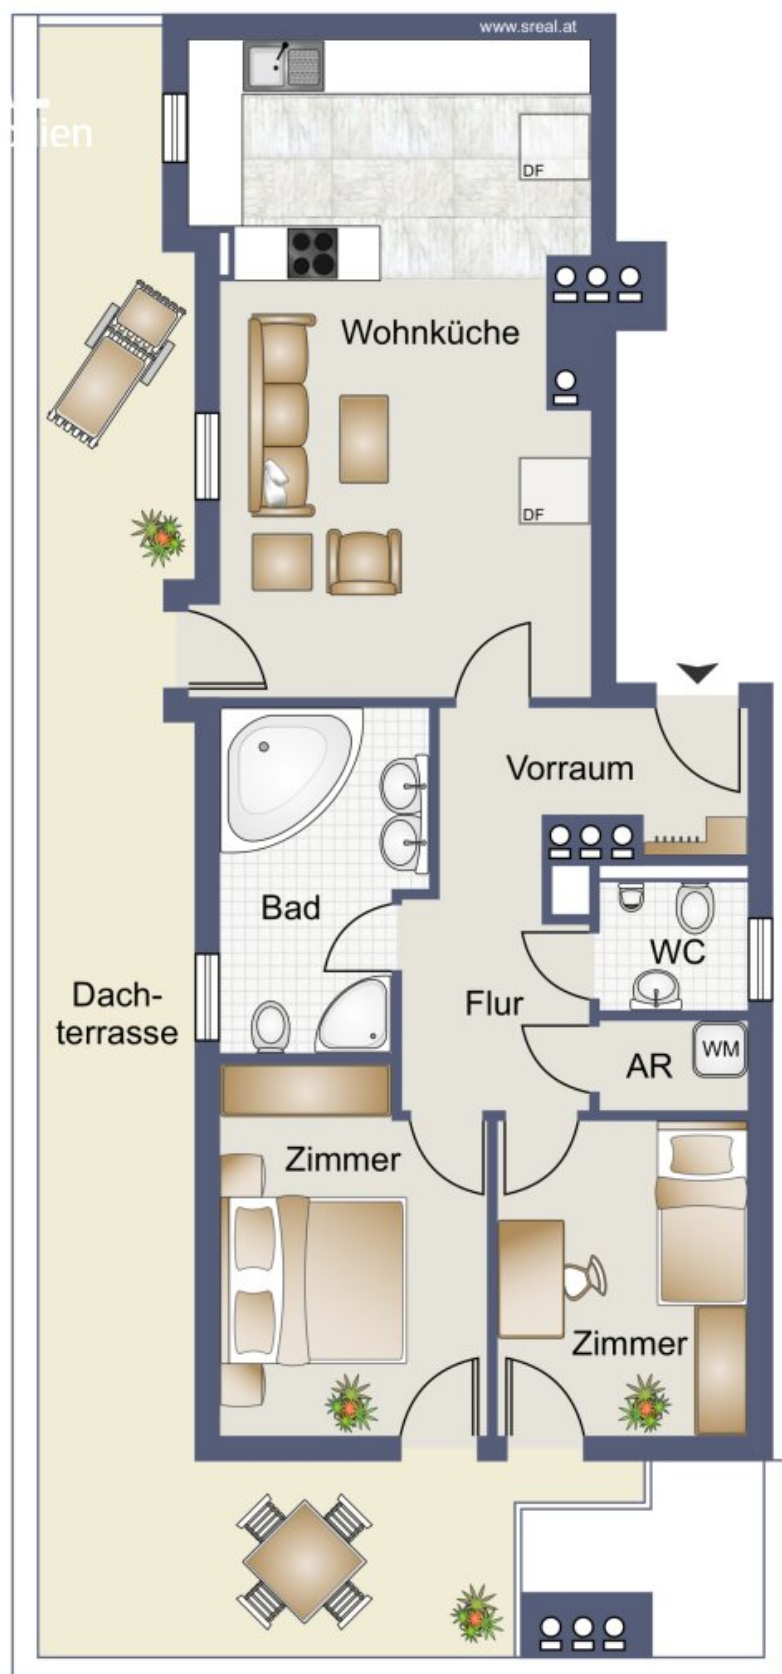 www.sreal.at
DF
Wohnküche
DF
Vorraum
Bad
WC
Flur
Dach-
terrasse
AR
WM
Zimmer
Zimmer